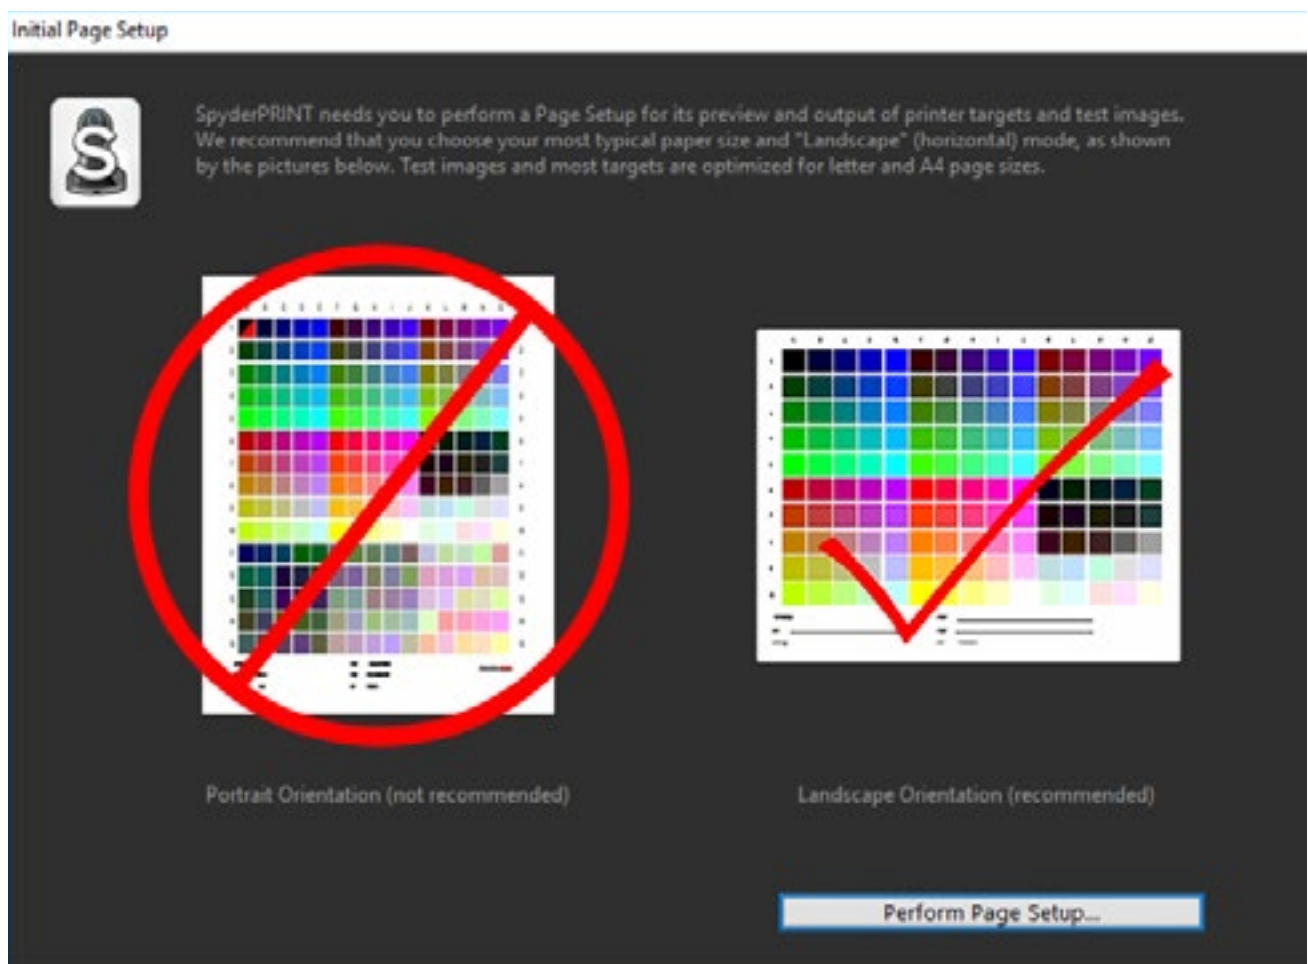 Initial Page Setup
S
SpyderPRINT needs you to perform a Page Setup for its preview and output of printer targets and test images.
We recommend that you choose your most typical paper size and "Landscape" (horizontal) mode, as shown
by the pictures below. Test images and most targets are optimized for letter and A4 page sizes.
Portrait Orientation (not recommended)
Landscape Orientation (recommended)
Perform Page Setup...